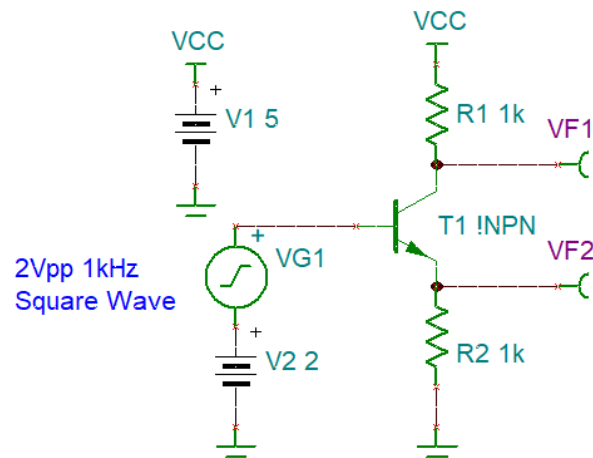 VCC
VCC
+
V1 5
R1 1k
VF1
+
VG1
T1 !NPN
2Vpp 1kHz
Square Wave
VF2
+
V2 2
R2 1k